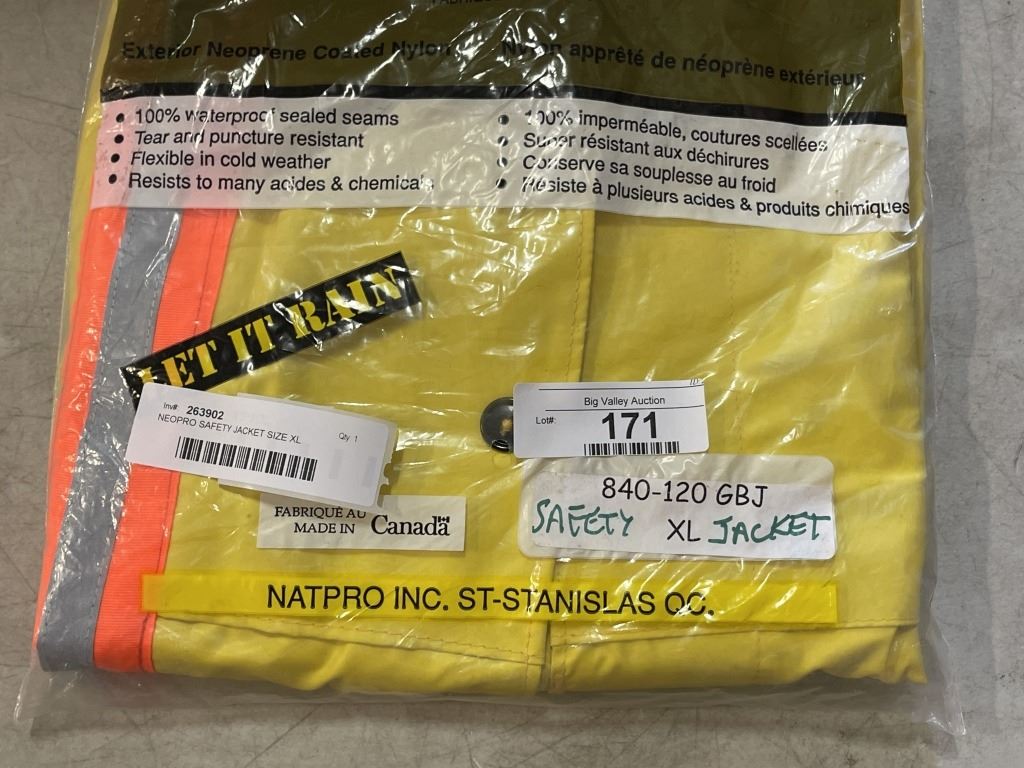 Exterior Neoprene Coated Nylon
Nylon apprêté de néoprène extérieur
• 100% waterproof sealed seams
• Tear and puncture resistant
• Flexible in cold weather
• Resists to many acides & chemicals
• 100% imperméable, coutures scellées
• Super résistant aux déchirures
• Conserve sa souplesse au froid
• Résiste à plusieurs acides & produits chimiques
LET IT RAIN
Inv#: 263902
NEOPRO SAFETY JACKET SIZE XL Qty 1
Big Valley Auction
Lot#: 171
840-120 GBJ
SAFETY XL JACKET
FABRIQUÉ AU
MADE IN Canada
NATPRO INC. ST-STANISLAS QC.